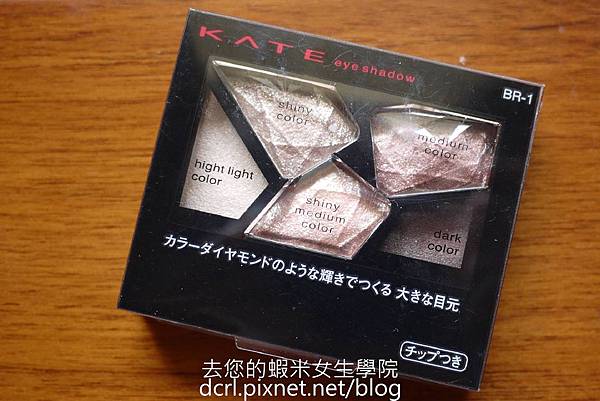 KATE eye shadow
BR-1
shiny
color
medium
color
hight light
color
shiny
medium
color
dark
color
カラーダイヤモンドのような輝きでつくる 大きな目元
チップつき
去您的蝦米女生學院
dcrl.pixnet.net/blog